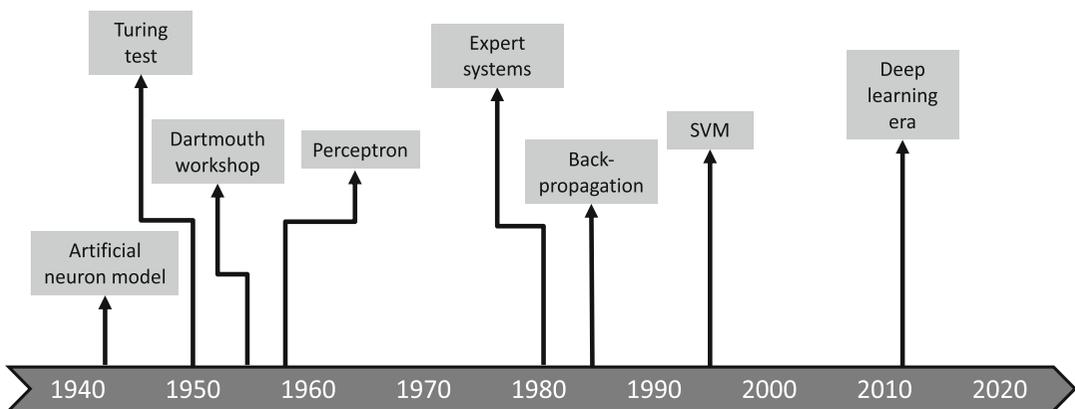 Turing
test
Expert
systems
Deep
learning
era
Dartmouth
workshop
Perceptron
SVM
Back-
propagation
Artificial
neuron model
1940 1950 1960 1970 1980 1990 2000 2010 2020